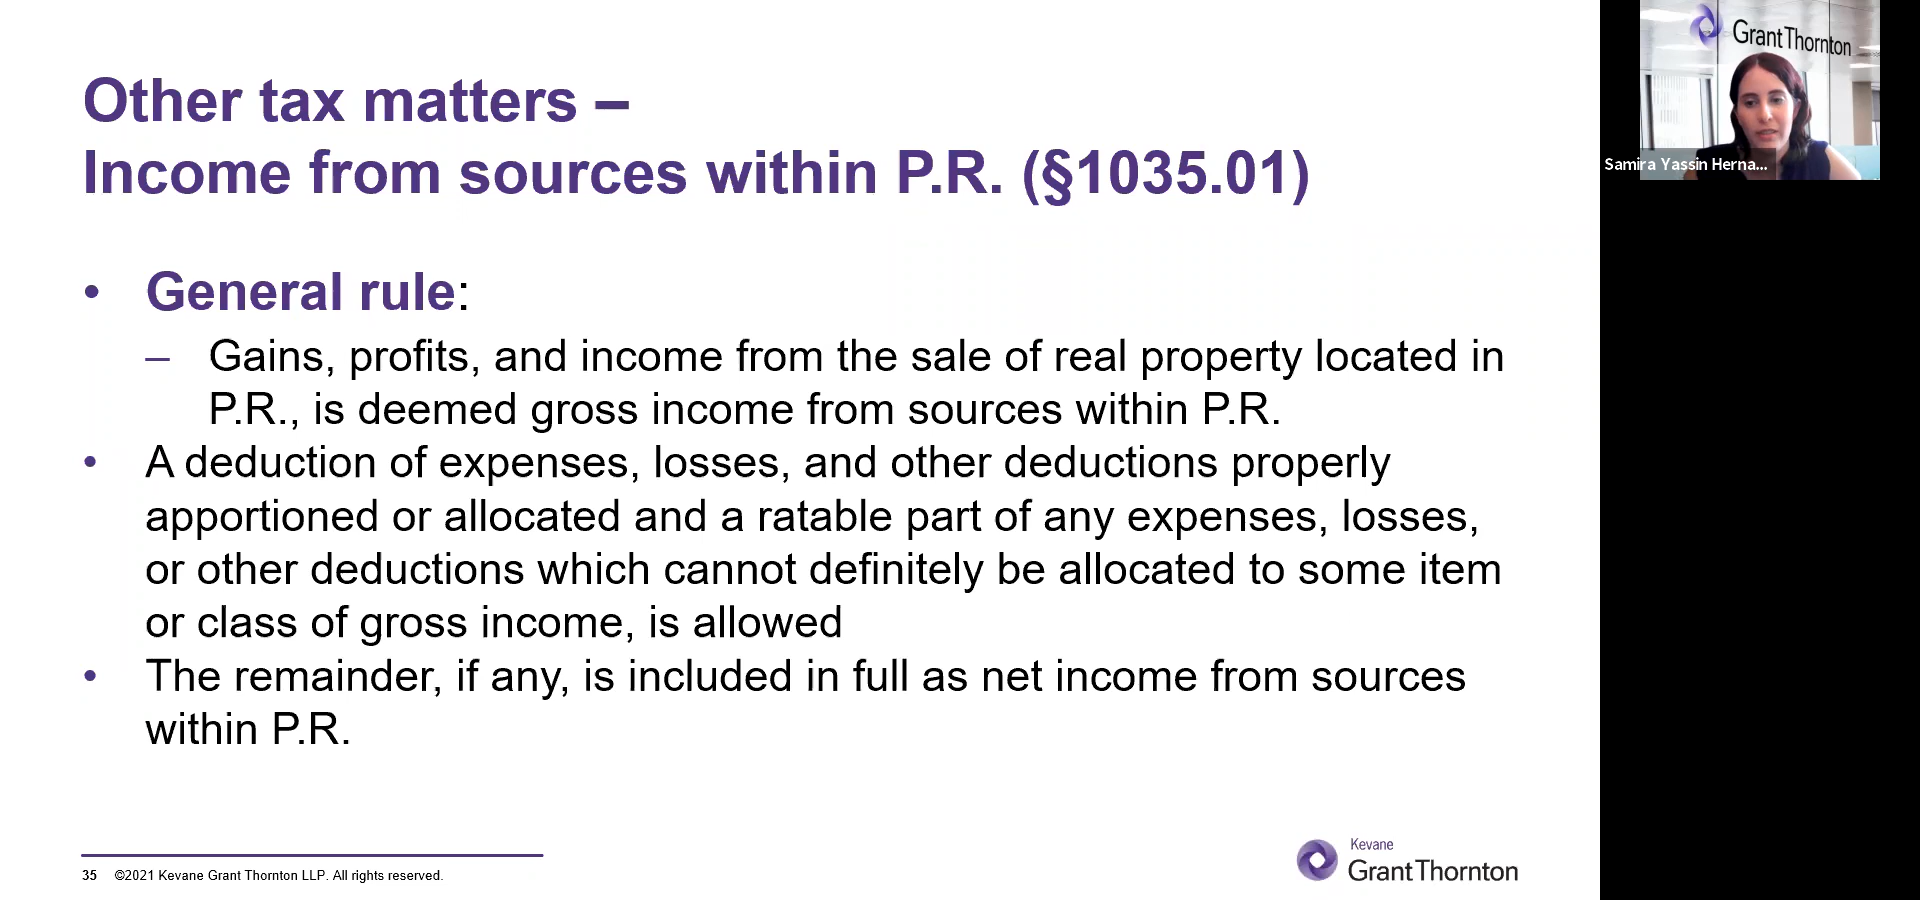 Other tax matters –
Income from sources within P.R. (§1035.01)
• General rule:
– Gains, profits, and income from the sale of real property located in
P.R., is deemed gross income from sources within P.R.
• A deduction of expenses, losses, and other deductions properly
apportioned or allocated and a ratable part of any expenses, losses,
or other deductions which cannot definitely be allocated to some item
or class of gross income, is allowed
• The remainder, if any, is included in full as net income from sources
within P.R.
35 ©2021 Kevane Grant Thornton LLP. All rights reserved.
Kevane
GrantThornton
GrantThornton
Samira Yassin Herna...